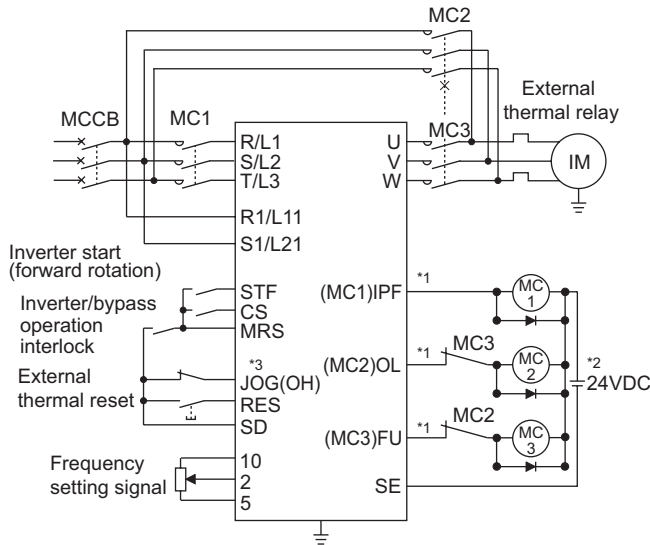 MC2
External
thermal relay
MCCB
MC1
MC3
R/L1
S/L2
T/L3
U
V
W
IM
R1/L11
S1/L21
Inverter start
(forward rotation)
STF
CS
MRS
Inverter/bypass
operation
interlock
(MC1)IPF
*1
MC
1
*3
JOG(OH)
RES
SD
External
thermal reset
(MC2)OL
*1
MC3
MC
2
*2
24VDC
(MC3)FU
*1
MC2
MC
3
Frequency
setting signal
10
2
5
SE